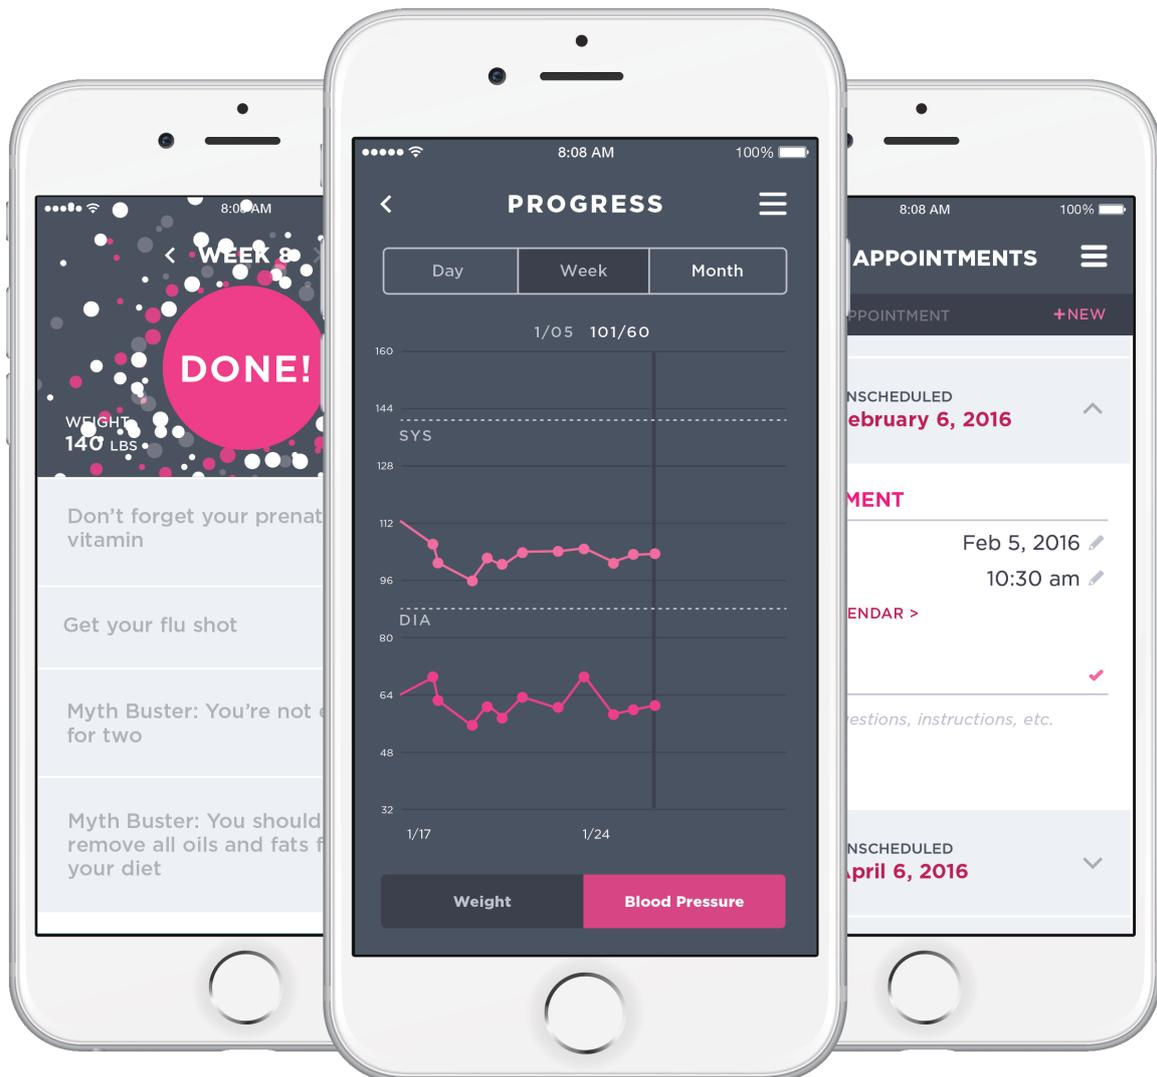 8:08 AM
WEEK 8
DONE!
WEIGHT
140 LBS
Don’t forget your prenat
vitamin
Get your flu shot
Myth Buster: You’re not e
for two
Myth Buster: You should
remove all oils and fats f
your diet
8:08 AM 100%
PROGRESS
Day Week Month
1/05 101/60
160
144
SYS
128
112
96
DIA
80
64
48
32
1/17 1/24
Weight Blood Pressure
8:08 AM 100%
APPOINTMENTS
PPOINTMENT +NEW
NSCHEDULED
ebruary 6, 2016
MENT
Feb 5, 2016
10:30 am
ENDAR >
estions, instructions, etc.
NSCHEDULED
April 6, 2016